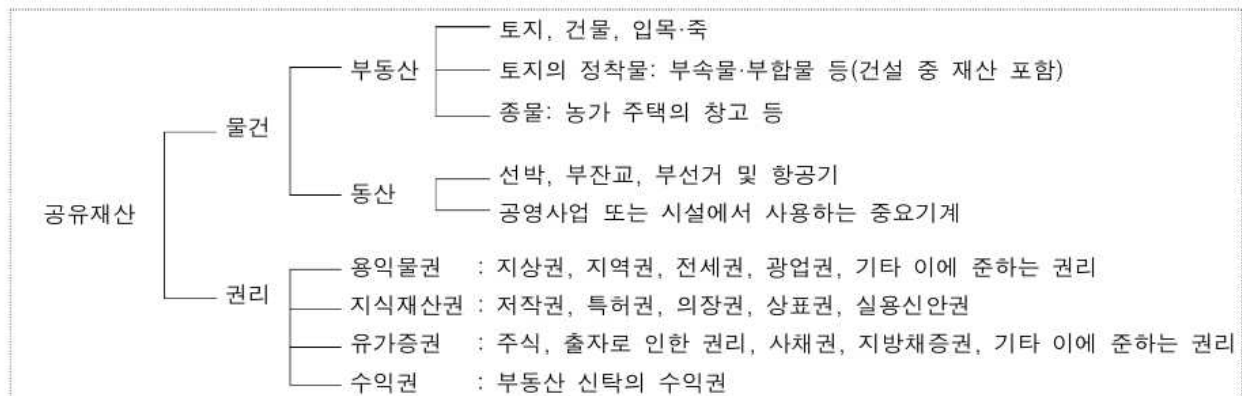 토지, 건물, 입목·죽
부동산
토지의 정착물: 부속물·부합물 등(건설 중 재산 포함)
종물: 농가 주택의 창고 등
물건
선박, 부잔교, 부선거 및 항공기
동산
공영사업 또는 시설에서 사용하는 중요기계
공유재산
용익물권 : 지상권, 지역권, 전세권, 광업권, 기타 이에 준하는 권리
권리
지식재산권 : 저작권, 특허권, 의장권, 상표권, 실용신안권
유가증권 : 주식, 출자로 인한 권리, 사채권, 지방채증권, 기타 이에 준하는 권리
수익권 : 부동산 신탁의 수익권